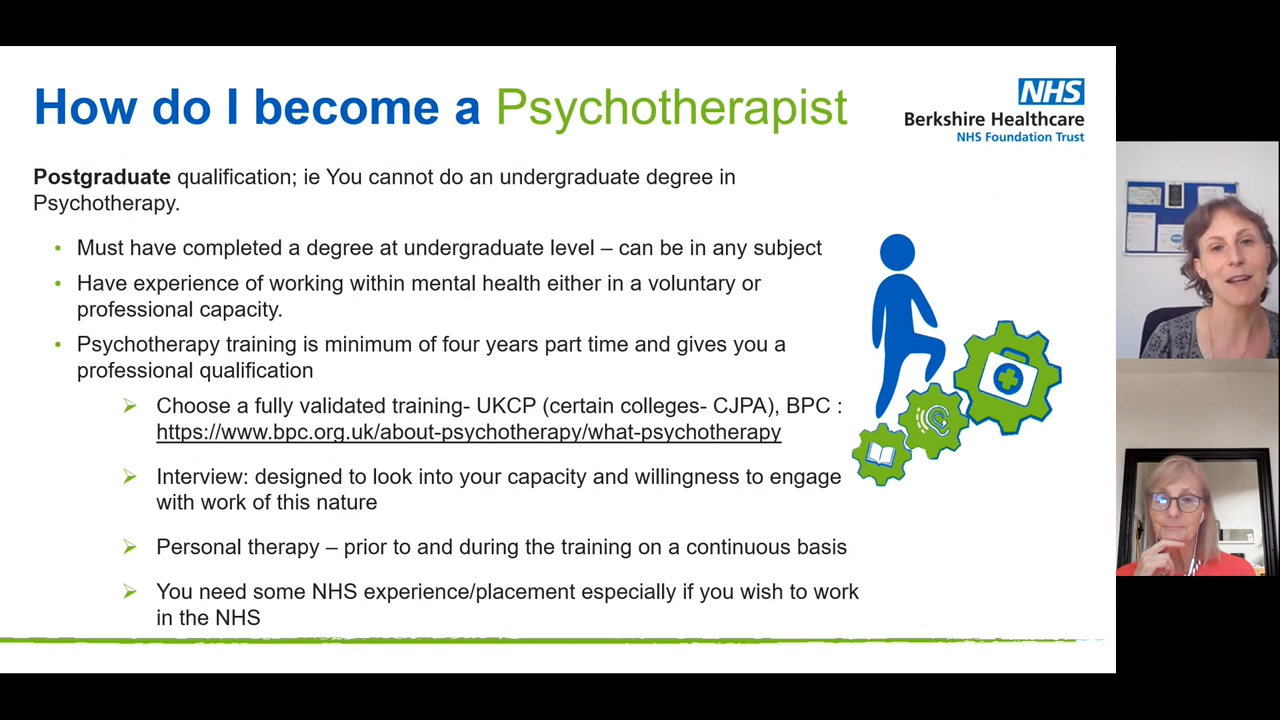 How do I become a Psychotherapist
NHS
Berkshire Healthcare
NHS Foundation Trust
Postgraduate qualification; ie You cannot do an undergraduate degree in
Psychotherapy.
• Must have completed a degree at undergraduate level – can be in any subject
• Have experience of working within mental health either in a voluntary or
professional capacity.
• Psychotherapy training is minimum of four years part time and gives you a
professional qualification
➢ Choose a fully validated training- UKCP (certain colleges- CJPA), BPC :
https://www.bpc.org.uk/about-psychotherapy/what-psychotherapy
➢ Interview: designed to look into your capacity and willingness to engage
with work of this nature
➢ Personal therapy – prior to and during the training on a continuous basis
➢ You need some NHS experience/placement especially if you wish to work
in the NHS